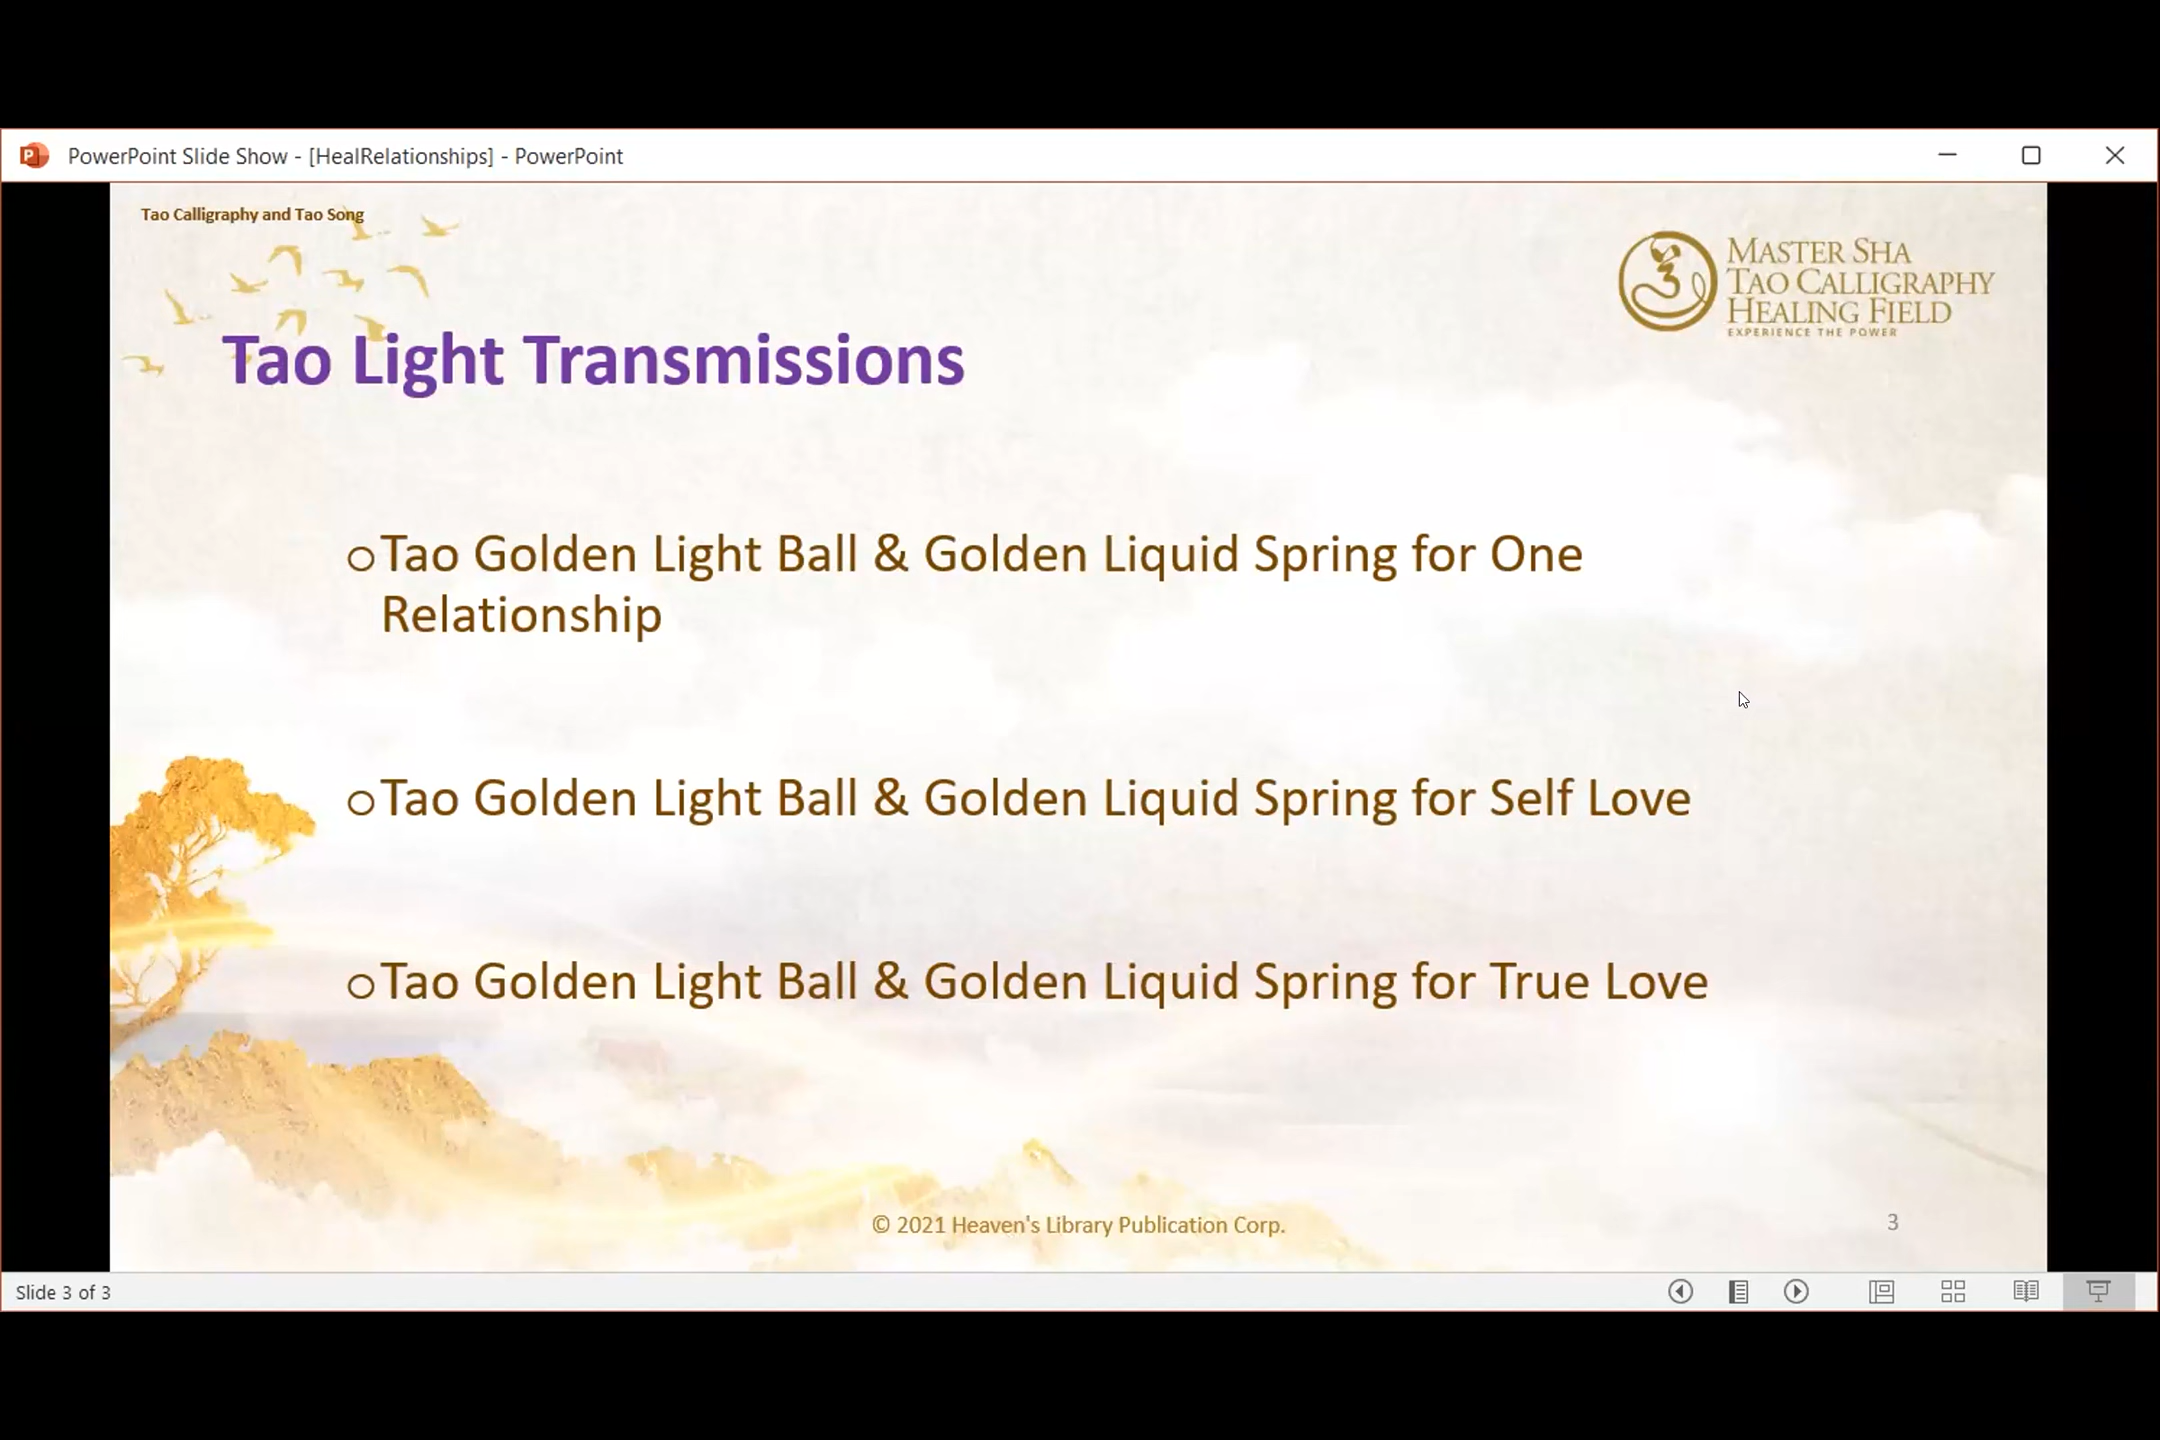 PowerPoint Slide Show - [HealRelationships] - PowerPoint
Tao Calligraphy and Tao Song
MASTER SHA
TAO CALLIGRAPHY
HEALING FIELD
EXPERIENCE THE POWER
Tao Light Transmissions
oTao Golden Light Ball & Golden Liquid Spring for One
Relationship
oTao Golden Light Ball & Golden Liquid Spring for Self Love
oTao Golden Light Ball & Golden Liquid Spring for True Love
© 2021 Heaven's Library Publication Corp.
3
Slide 3 of 3